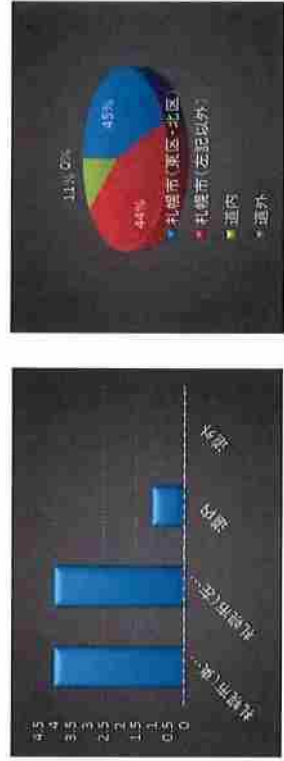 4.5
4
3.5
3
2.5
2
1.5
1
0.5
0
札幌市(東…
札幌市(左…
道内
道外
11%
0%
45%
44%
札幌市(東区・北区)
札幌市(左記以外)
道内
道外